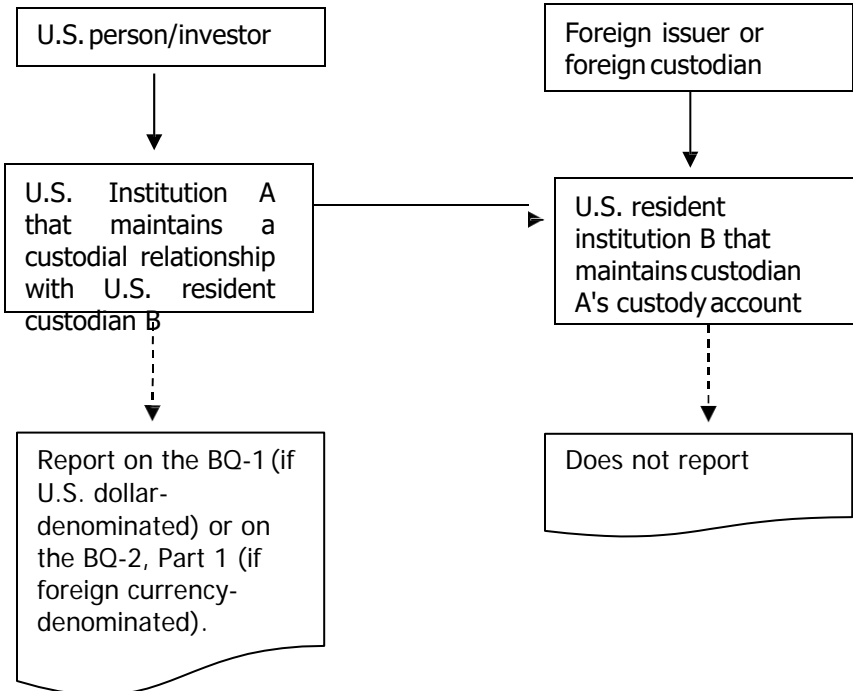 U.S. person/investor
Foreign issuer or
foreign custodian
U.S. Institution A
that maintains a
custodial relationship
with U.S. resident
custodian B
U.S. resident
institution B that
maintains custodian
A's custody account
Report on the BQ-1 (if
U.S. dollar-
denominated) or on
the BQ-2, Part 1 (if
foreign currency-
denominated).
Does not report